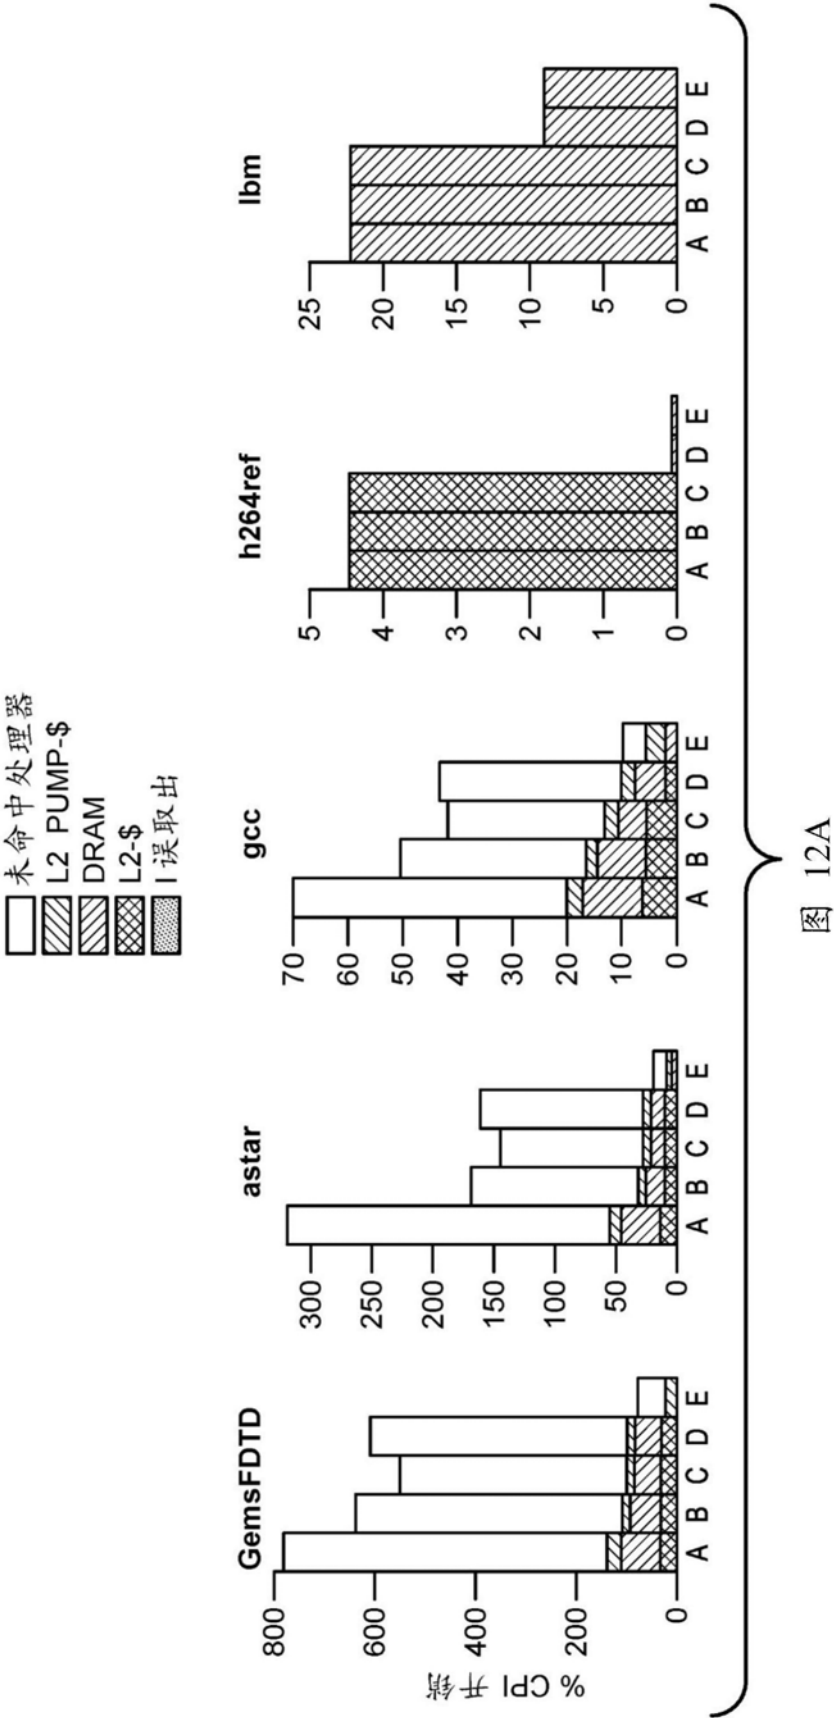 未命中处理器
L2 PUMP-$
DRAM
L2-$
I 误取出
% CPI 开销
GemsFDTD
800
600
400
200
0
A B C D E
astar
300
250
200
150
100
50
0
A B C D E
gcc
70
60
50
40
30
20
10
0
A B C D E
h264ref
5
4
3
2
1
0
A B C D E
lbm
25
20
15
10
5
0
A B C D E
图 12A